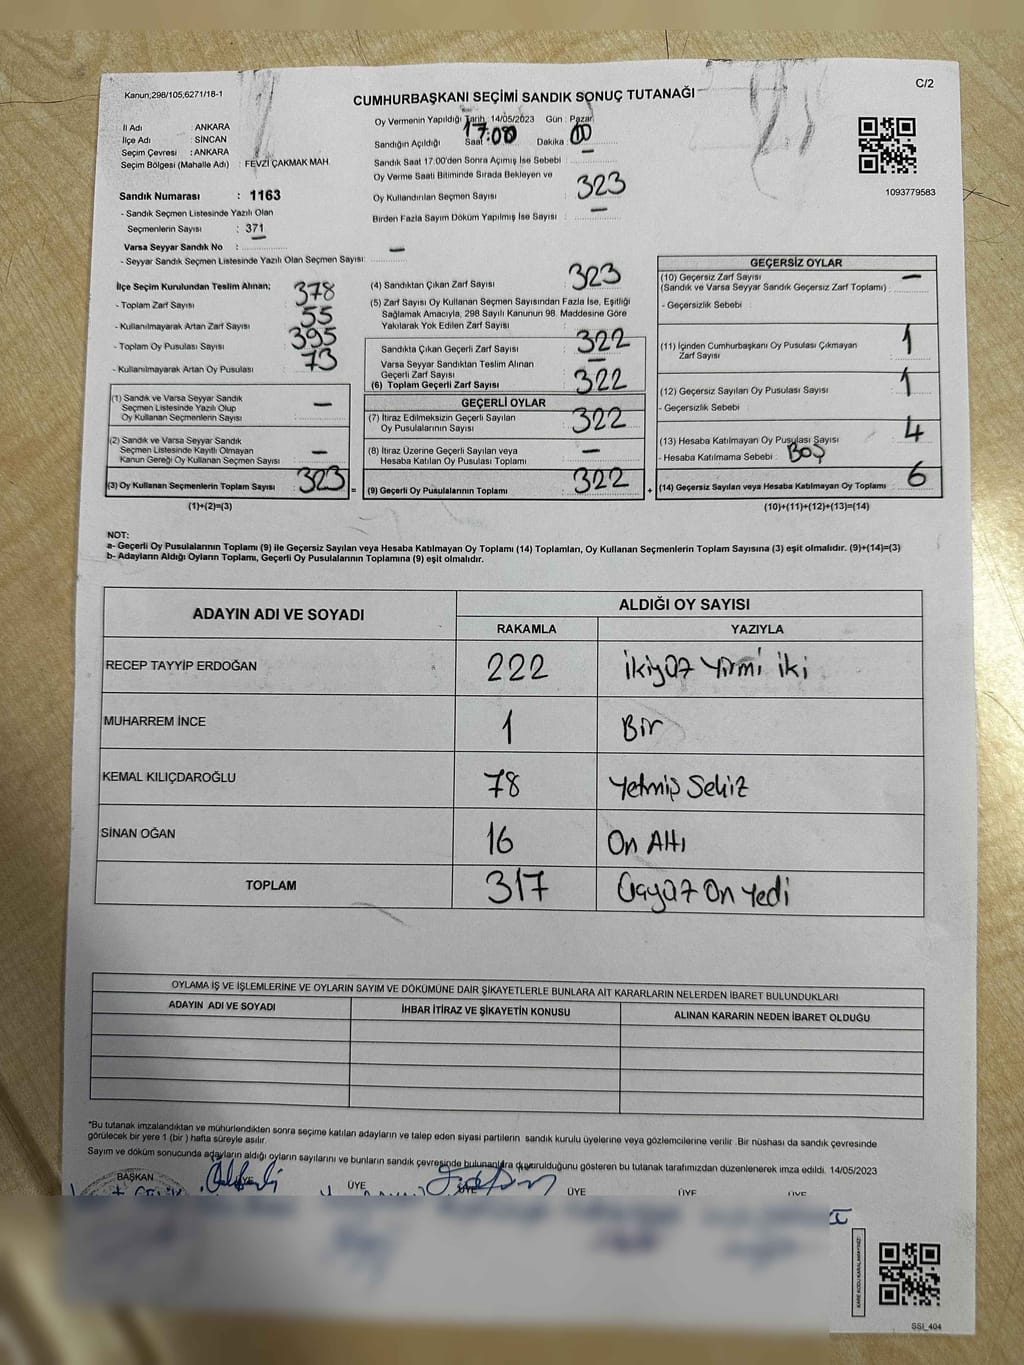 Kanun;298/105,6271/18-1
C/2
CUMHURBAŞKANI SEÇİMİ SANDIK SONUÇ TUTANAĞI
İl Adı : ANKARA
İlçe Adı : SİNCAN
Seçim Çevresi : ANKARA
Seçim Bölgesi (Mahalle Adı) : FEVZİ ÇAKMAK MAH.
Sandık Numarası : 1163
- Sandık Seçmen Listesinde Yazılı Olan
Seçmenlerin Sayısı : 371
Varsa Seyyar Sandık No : —
- Seyyar Sandık Seçmen Listesinde Yazılı Olan Seçmen Sayısı: —
Oy Vermenin Yapıldığı Tarih: 14/05/2023 Gün : Pazar
Sandığın Açıldığı Saat : 17:00 Dakika : 00
Sandık Saat 17:00'den Sonra Açımış İse Sebebi : —
Oy Verme Saati Bitiminde Sırada Bekleyen ve
Oy Kullandırılan Seçmen Sayısı : 323
Birden Fazla Sayım Döküm Yapılmış İse Sayısı : —
1093779583
İlçe Seçim Kurulundan Teslim Alınan;
- Toplam Zarf Sayısı : 378
- Kullanılmayarak Artan Zarf Sayısı : 55
- Toplam Oy Pusulası Sayısı : 395
- Kullanılmayarak Artan Oy Pusulası : 73
(1) Sandık ve Varsa Seyyar Sandık
Seçmen Listesinde Yazılı Olup
Oy Kullanan Seçmenlerin Sayısı : —
(2) Sandık ve Varsa Seyyar Sandık
Seçmen Listesinde Kayıtlı Olmayan
Kanun Gereği Oy Kullanan Seçmen Sayısı : —
(3) Oy Kullanan Seçmenlerin Toplam Sayısı : 323
(1)+(2)=(3)
(4) Sandıktan Çıkan Zarf Sayısı : 323
(5) Zarf Sayısı Oy Kullanan Seçmen Sayısından Fazla İse, Eşitliği
Sağlamak Amacıyla, 298 Sayılı Kanunun 98. Maddesine Göre
Yakılarak Yok Edilen Zarf Sayısı :
Sandıkta Çıkan Geçerli Zarf Sayısı : 322
Varsa Seyyar Sandıktan Teslim Alınan
Geçerli Zarf Sayısı : —
(6) Toplam Geçerli Zarf Sayısı : 322
GEÇERLİ OYLAR
(7) İtiraz Edilmeksizin Geçerli Sayılan
Oy Pusulalarının Sayısı : 322
(8) İtiraz Üzerine Geçerli Sayılan veya
Hesaba Katılan Oy Pusulası Toplamı : —
= (9) Geçerli Oy Pusulalarının Toplamı : 322 +
GEÇERSİZ OYLAR
(10) Geçersiz Zarf Sayısı
(Sandık ve Varsa Seyyar Sandık Geçersiz Zarf Toplamı) : —
- Geçersizlik Sebebi :
(11) İçinden Cumhurbaşkanı Oy Pusulası Çıkmayan
Zarf Sayısı : 1
(12) Geçersiz Sayılan Oy Pusulası Sayısı : 1
- Geçersizlik Sebebi :
(13) Hesaba Katılmayan Oy Pusulası Sayısı : 4
- Hesaba Katılmama Sebebi : Boş
(14) Geçersiz Sayılan veya Hesaba Katılmayan Oy Toplamı : 6
(10)+(11)+(12)+(13)=(14)
NOT:
a- Geçerli Oy Pusulalarının Toplamı (9) ile Geçersiz Sayılan veya Hesaba Katılmayan Oy Toplamı (14) Toplamları, Oy Kullanan Seçmenlerin Toplam Sayısına (3) eşit olmalıdır. (9)+(14)=(3)
b- Adayların Aldığı Oyların Toplamı, Geçerli Oy Pusulalarının Toplamına (9) eşit olmalıdır.
ADAYIN ADI VE SOYADI
ALDIĞI OY SAYISI
RAKAMLA YAZIYLA
RECEP TAYYİP ERDOĞAN 222 ikiyüz Yirmi iki
MUHARREM İNCE 1 Bir
KEMAL KILIÇDAROĞLU 78 Yetmiş Sekiz
SİNAN OĞAN 16 On Altı
TOPLAM 317 Üçyüz On Yedi
OYLAMA İŞ VE İŞLEMLERİNE VE OYLARIN SAYIM VE DÖKÜMÜNE DAİR ŞİKAYETLERLE BUNLARA AİT KARARLARIN NELERDEN İBARET BULUNDUKLARI
ADAYIN ADI VE SOYADI İHBAR İTİRAZ VE ŞİKAYETİN KONUSU ALINAN KARARIN NEDEN İBARET OLDUĞU
*Bu tutanak imzalandıktan ve mühürlendikten sonra seçime katılan adayların ve talep eden siyasi partilerin sandık kurulu üyelerine veya gözlemcilerine verilir. Bir nüshası da sandık çevresinde
görülecek bir yere 1 (bir ) hafta süreyle asılır.
Sayım ve döküm sonucunda adayların aldığı oyların sayılarını ve bunların sandık çevresinde bulunanlara duyurulduğunu gösteren bu tutanak tarafımızdan düzenlenerek imza edildi. 14/05/2023
BAŞKAN ÜYE ÜYE ÜYE ÜYE ÜYE ÜYE
KARE KODU KARALAMAYINIZ!
SSI_404